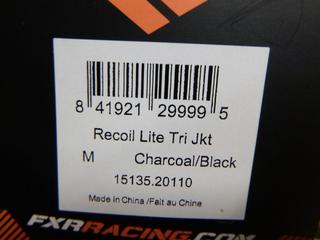 8 41921 29999 5
Recoil Lite Tri Jkt
M Charcoal/Black
15135.20110
Made in China /Fait au Chine
FXRRACING.COM